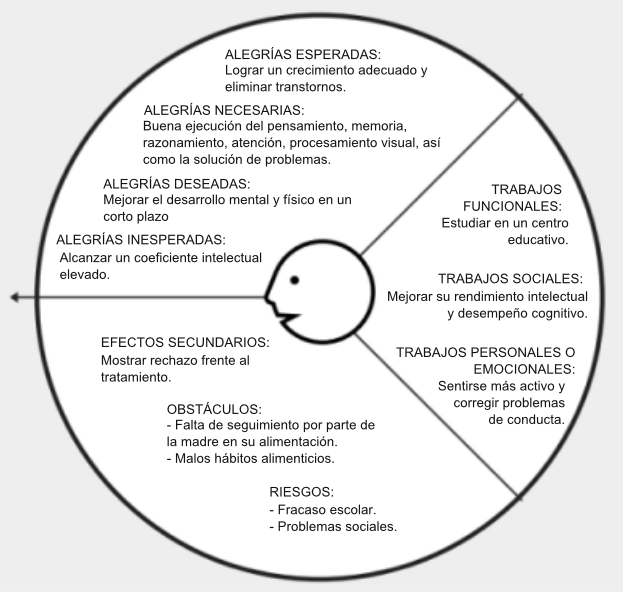 ALEGRÍAS ESPERADAS:
Lograr un crecimiento adecuado y
eliminar transtornos.
ALEGRÍAS NECESARIAS:
Buena ejecución del pensamiento, memoria,
razonamiento, atención, procesamiento visual, así
como la solución de problemas.
ALEGRÍAS DESEADAS:
Mejorar el desarrollo mental y físico en un
corto plazo
ALEGRÍAS INESPERADAS:
Alcanzar un coeficiente intelectual
elevado.
TRABAJOS
FUNCIONALES:
Estudiar en un centro
educativo.
TRABAJOS SOCIALES:
Mejorar su rendimiento intelectual
y desempeño cognitivo.
TRABAJOS PERSONALES O
EMOCIONALES:
Sentirse más activo y
corregir problemas
de conducta.
EFECTOS SECUNDARIOS:
Mostrar rechazo frente al
tratamiento.
OBSTÁCULOS:
- Falta de seguimiento por parte de
la madre en su alimentación.
- Malos hábitos alimenticios.
RIESGOS:
- Fracaso escolar.
- Problemas sociales.